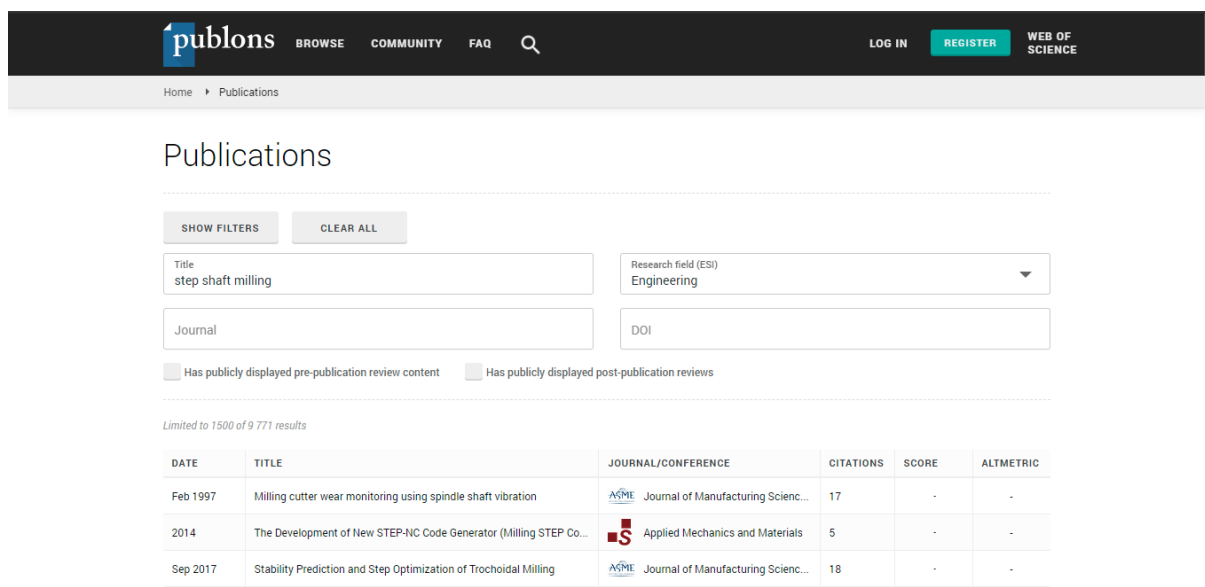 publons BROWSE COMMUNITY FAQ LOG IN REGISTER WEB OF SCIENCE
Home Publications
Publications
SHOW FILTERS CLEAR ALL
Title Research field (ESI)
step shaft milling Engineering
Journal DOI
Has publicly displayed pre-publication review content Has publicly displayed post-publication reviews
Limited to 1500 of 9 771 results
DATE TITLE JOURNAL/CONFERENCE CITATIONS SCORE ALTMETRIC
Feb 1997 Milling cutter wear monitoring using spindle shaft vibration ASME Journal of Manufacturing Scienc... 17 - -
2014 The Development of New STEP-NC Code Generator (Milling STEP Co... S Applied Mechanics and Materials 5 - -
Sep 2017 Stability Prediction and Step Optimization of Trochoidal Milling ASME Journal of Manufacturing Scienc... 18 - -